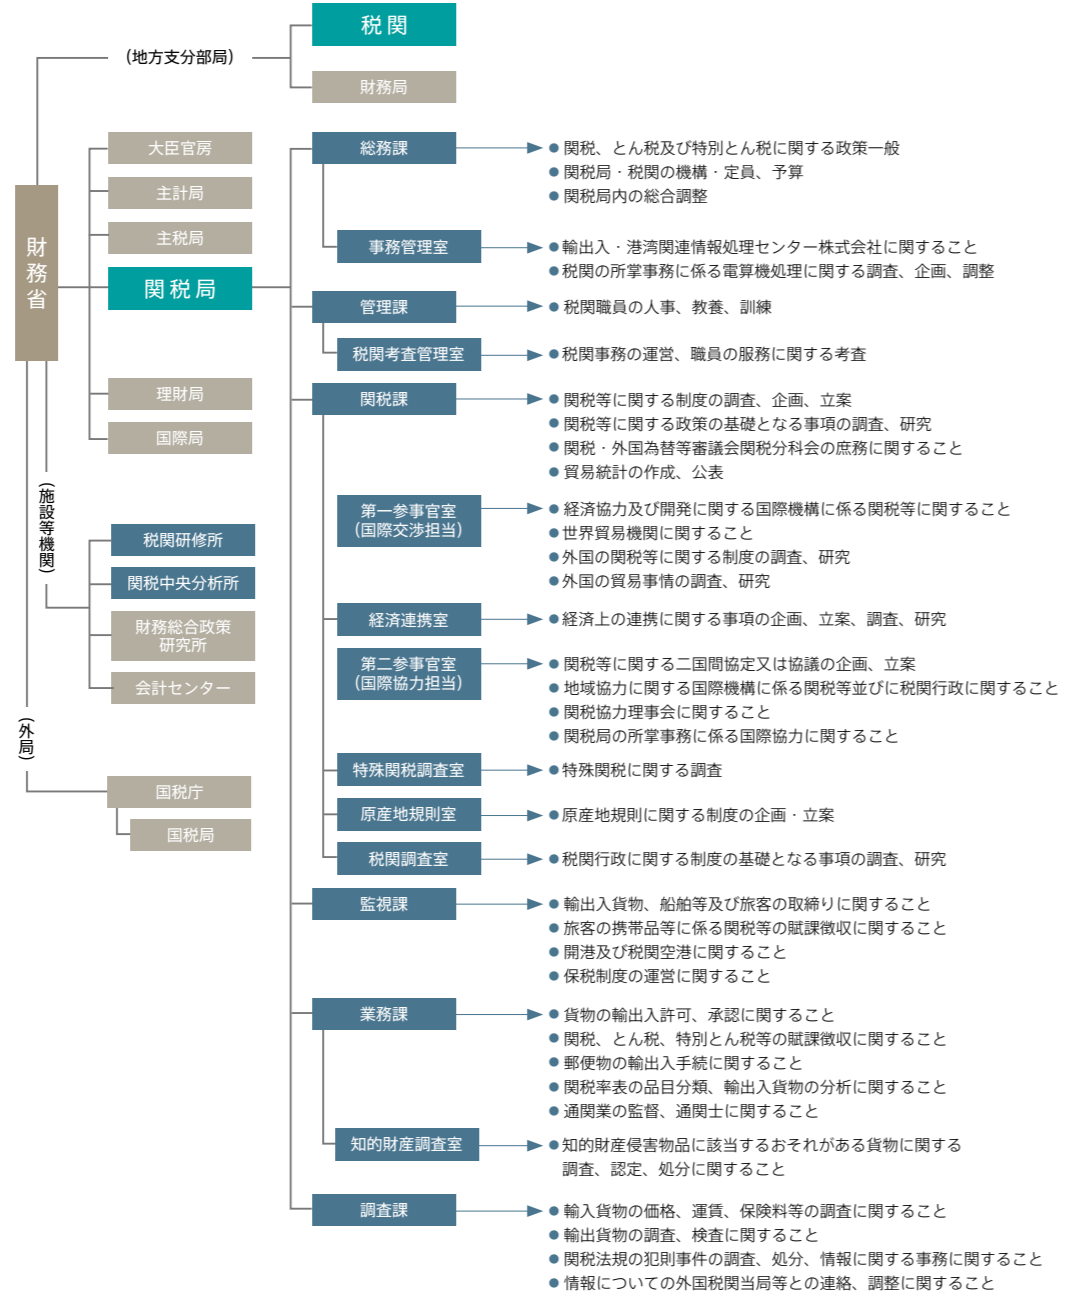 税関
(地方支分部局)
財務局
財務省
大臣官房
主計局
主税局
関税局
理財局
国際局
(施設等機関)
税関研修所
関税中央分析所
財務総合政策
研究所
会計センター
(外局)
国税庁
国税局
総務課
●関税、とん税及び特別とん税に関する政策一般
●関税局・税関の機構・定員、予算
●関税局内の総合調整
事務管理室
●輸出入・港湾関連情報処理センター株式会社に関すること
●税関の所掌事務に係る電算機処理に関する調査、企画、調整
管理課
●税関職員の人事、教養、訓練
税関考査管理室
●税関事務の運営、職員の服務に関する考査
関税課
●関税等に関する制度の調査、企画、立案
●関税等に関する政策の基礎となる事項の調査、研究
●関税・外国為替等審議会関税分科会の庶務に関すること
●貿易統計の作成、公表
第一参事官室
(国際交渉担当)
●経済協力及び開発に関する国際機構に係る関税等に関すること
●世界貿易機関に関すること
●外国の関税等に関する制度の調査、研究
●外国の貿易事情の調査、研究
経済連携室
●経済上の連携に関する事項の企画、立案、調査、研究
第二参事官室
(国際協力担当)
●関税等に関する二国間協定又は協議の企画、立案
●地域協力に関する国際機構に係る関税等並びに税関行政に関すること
●関税協力理事会に関すること
●関税局の所掌事務に係る国際協力に関すること
特殊関税調査室
●特殊関税に関する調査
原産地規則室
●原産地規則に関する制度の企画・立案
税関調査室
●税関行政に関する制度の基礎となる事項の調査、研究
監視課
●輸出入貨物、船舶等及び旅客の取締りに関すること
●旅客の携帯品等に係る関税等の賦課徴収に関すること
●開港及び税関空港に関すること
●保税制度の運営に関すること
業務課
●貨物の輸出入許可、承認に関すること
●関税、とん税、特別とん税等の賦課徴収に関すること
●郵便物の輸出入手続に関すること
●関税率表の品目分類、輸出入貨物の分析に関すること
●通関業の監督、通関士に関すること
知的財産調査室
●知的財産侵害物品に該当するおそれがある貨物に関する
調査、認定、処分に関すること
調査課
●輸入貨物の価格、運賃、保険料等の調査に関すること
●輸出貨物の調査、検査に関すること
●関税法規の犯則事件の調査、処分、情報に関する事務に関すること
●情報についての外国税関当局等との連絡、調整に関すること